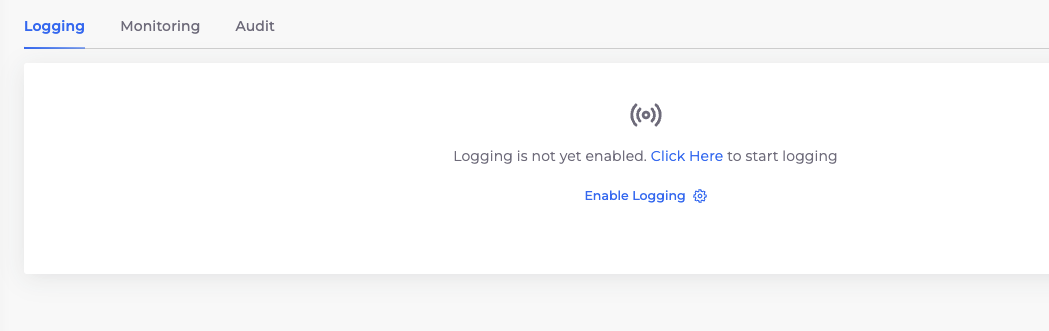 Logging Monitoring Audit
Logging is not yet enabled. Click Here to start logging
Enable Logging